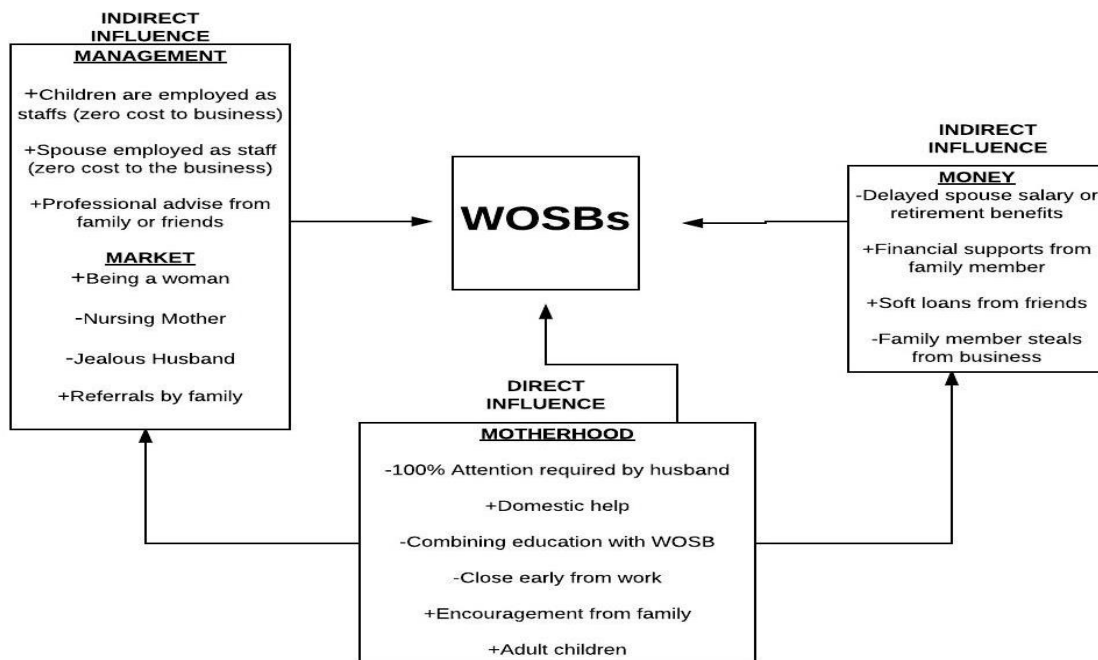 INDIRECT
INFLUENCE
MANAGEMENT
+Children are employed as
staffs (zero cost to business)
+Spouse employed as staff
(zero cost to the business)
+Professional advise from
family or friends
MARKET
+Being a woman
-Nursing Mother
-Jealous Husband
+Referrals by family
WOSBs
INDIRECT
INFLUENCE
MONEY
-Delayed spouse salary or
retirement benefits
+Financial supports from
family member
+Soft loans from friends
-Family member steals
from business
DIRECT
INFLUENCE
MOTHERHOOD
-100% Attention required by husband
+Domestic help
-Combining education with WOSB
-Close early from work
+Encouragement from family
+Adult children